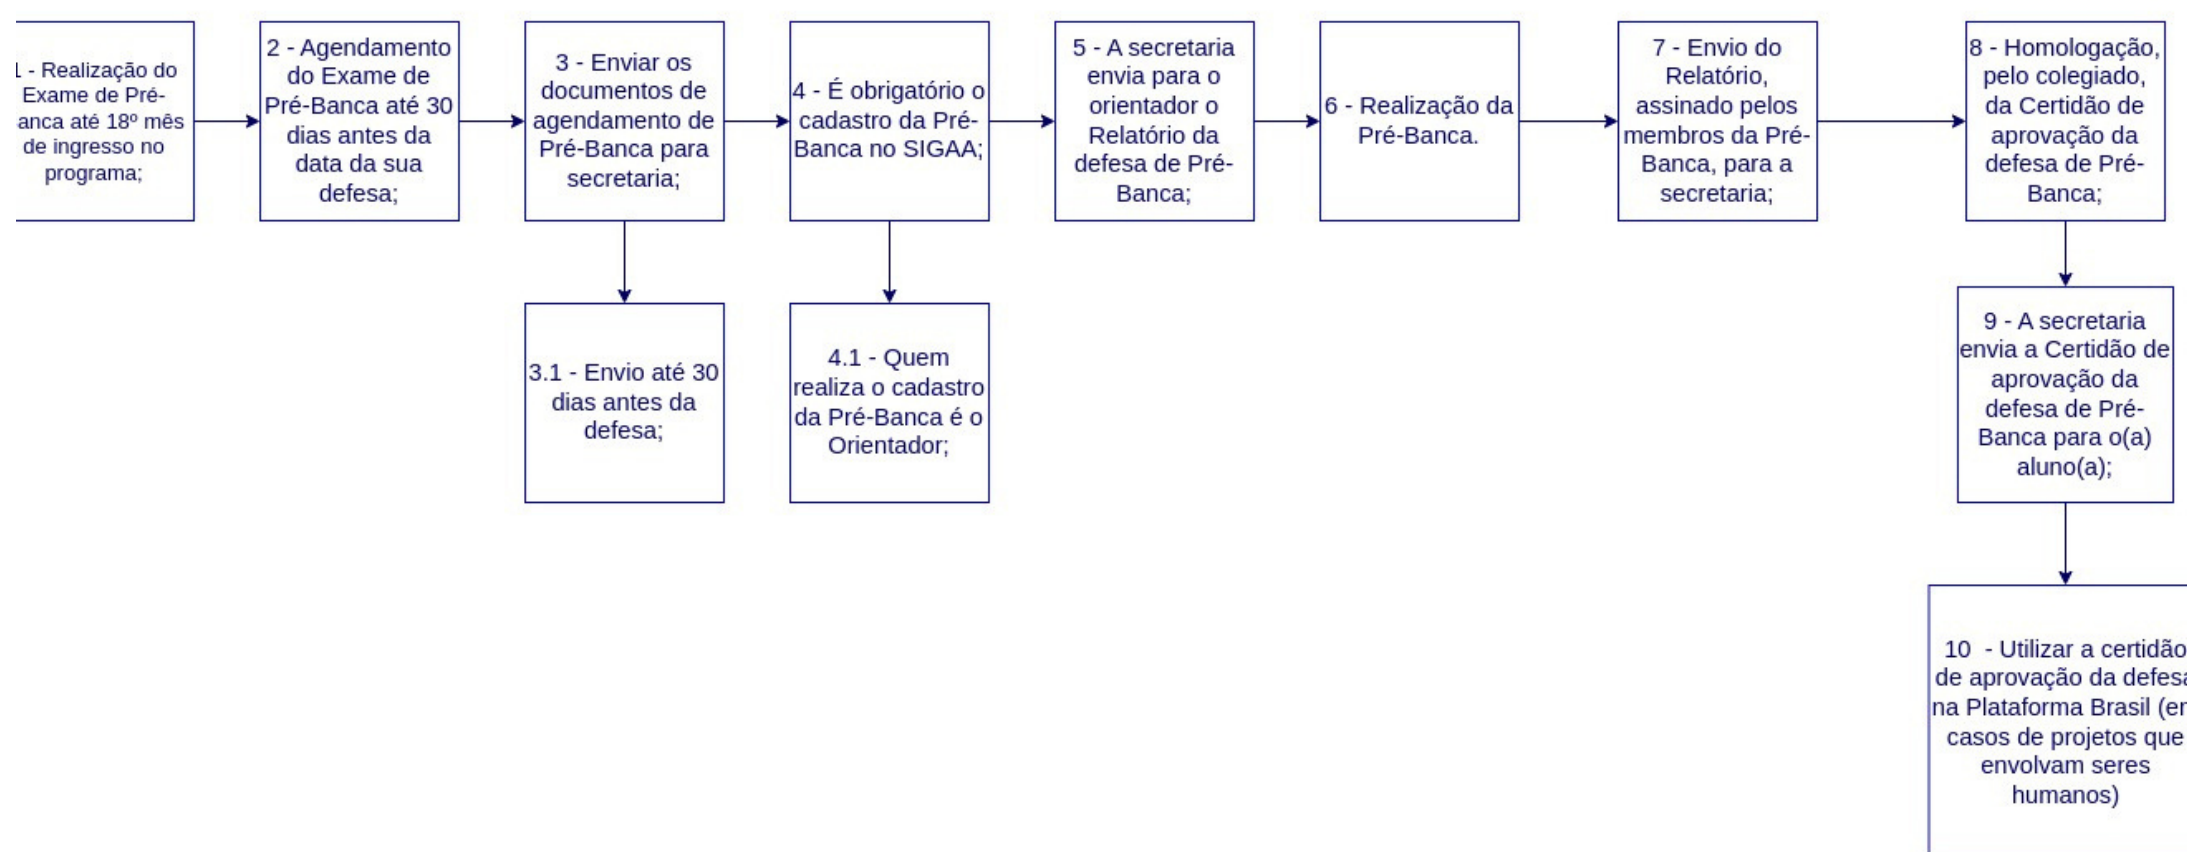 1 - Realização do
Exame de Pré-
anca até 18º mês
de ingresso no
programa;
2 - Agendamento
do Exame de
Pré-Banca até 30
dias antes da
data da sua
defesa;
3 - Enviar os
documentos de
agendamento de
Pré-Banca para
secretaria;
4 - É obrigatório o
cadastro da Pré-
Banca no SIGAA;
5 - A secretaria
envia para o
orientador o
Relatório da
defesa de Pré-
Banca;
6 - Realização da
Pré-Banca.
7 - Envio do
Relatório,
assinado pelos
membros da Pré-
Banca, para a
secretaria;
8 - Homologação,
pelo colegiado,
da Certidão de
aprovação da
defesa de Pré-
Banca;
3.1 - Envio até 30
dias antes da
defesa;
4.1 - Quem
realiza o cadastro
da Pré-Banca é o
Orientador;
9 - A secretaria
envia a Certidão de
aprovação da
defesa de Pré-
Banca para o(a)
aluno(a);
10 - Utilizar a certidão
de aprovação da defesa
na Plataforma Brasil (em
casos de projetos que
envolvam seres
humanos)